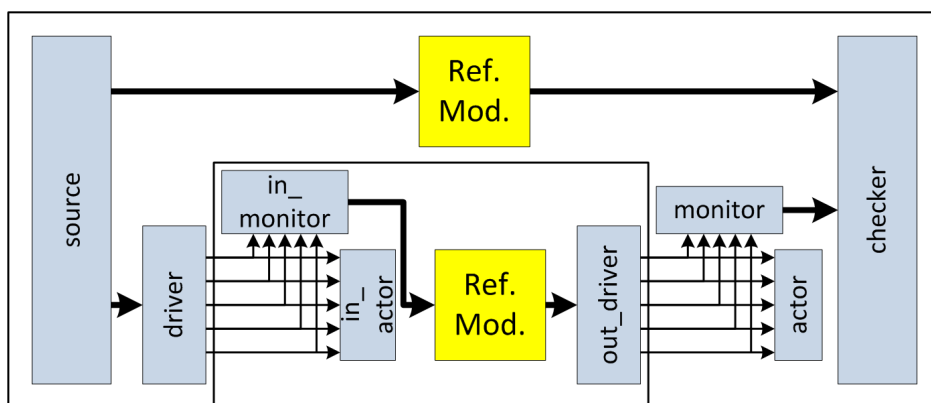 source
Ref.
Mod.
checker
in_
monitor
monitor
driver
in_
actor
Ref.
Mod.
out_driver
actor